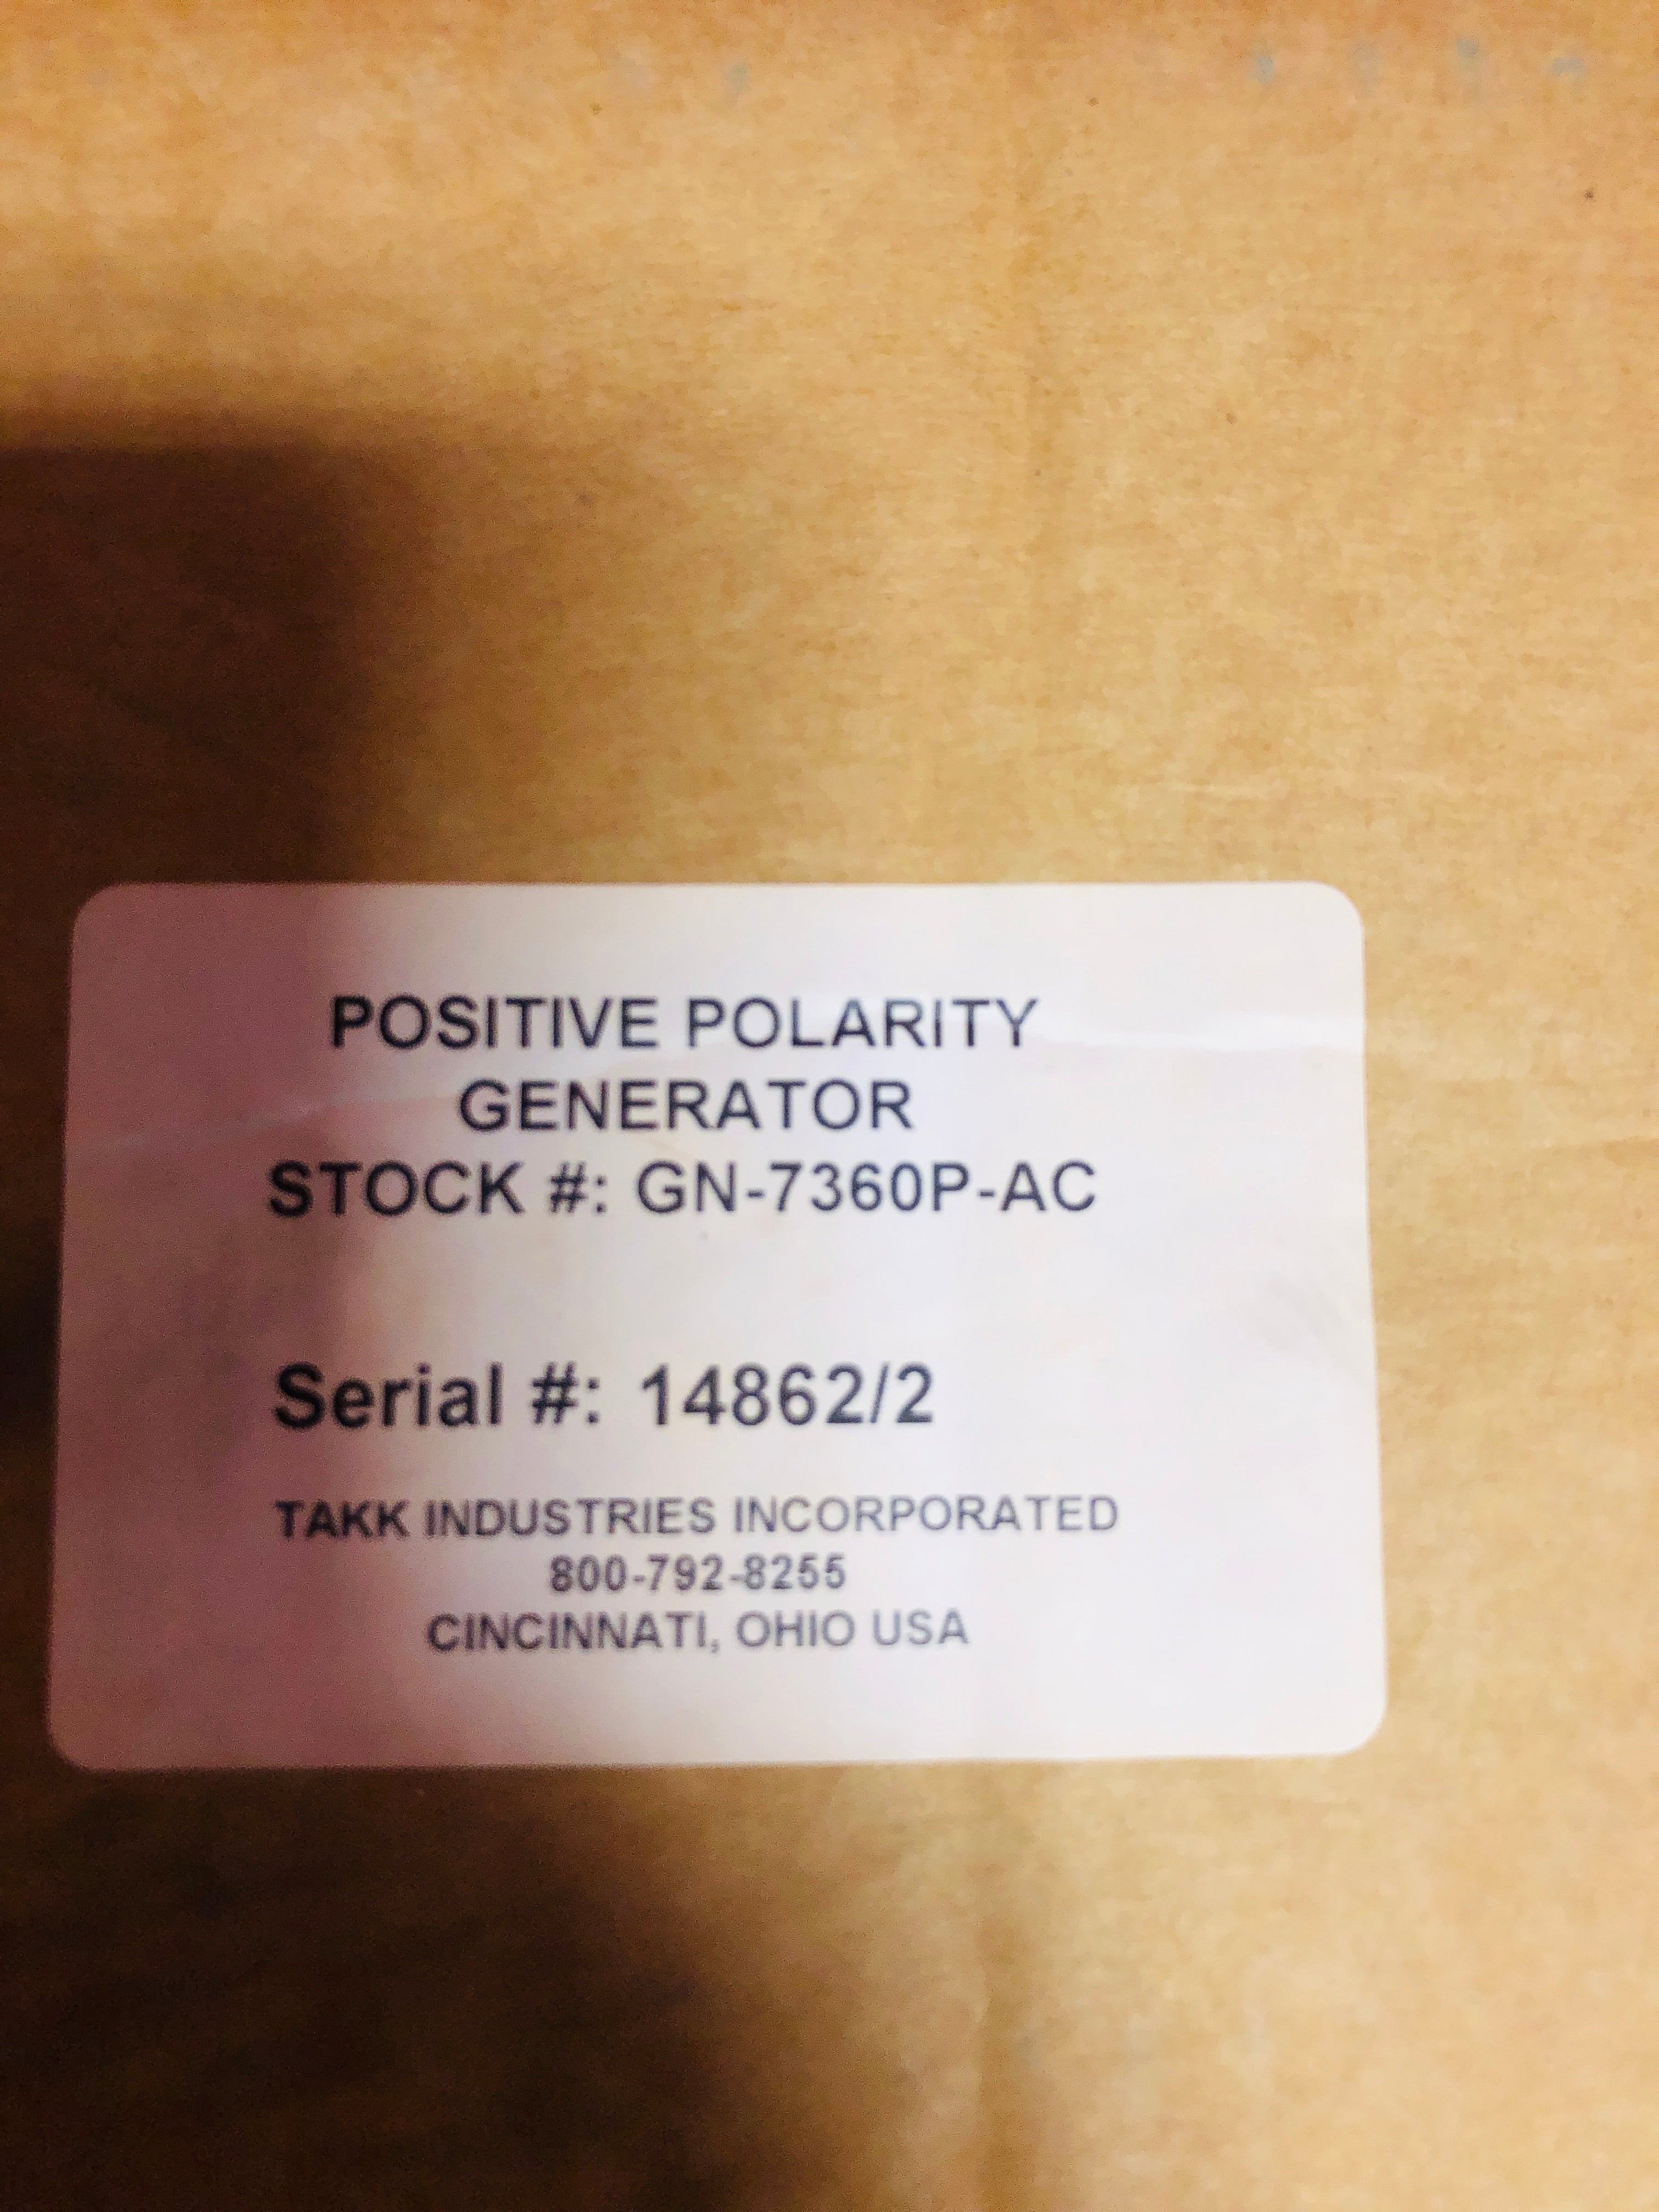 POSITIVE POLARITY
GENERATOR
STOCK #: GN-7360P-AC
Serial #: 14862/2
TAKK INDUSTRIES INCORPORATED
800-792-8255
CINCINNATI, OHIO USA